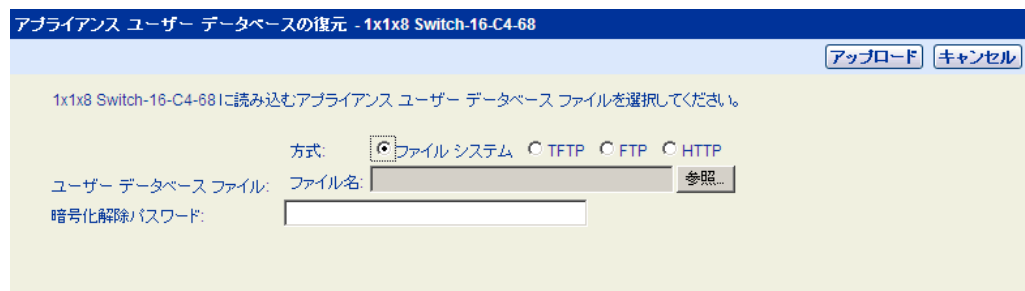 アプライアンス ユーザー データベースの復元 - 1x1x8 Switch-16-C4-68
アップロード キャンセル
1x1x8 Switch-16-C4-68に読み込むアプライアンス ユーザー データベース ファイルを選択してください。
方式: ファイル システム TFTP FTP HTTP
ユーザー データベース ファイル: ファイル名: 参照...
暗号化解除パスワード: